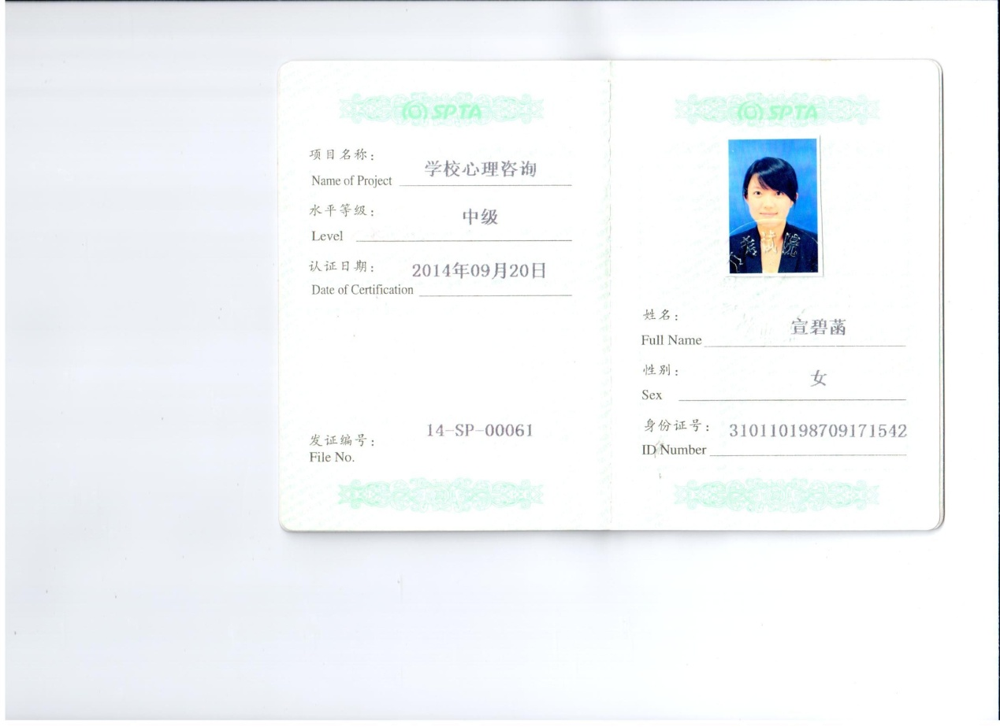 SPTA
项目名称：
学校心理咨询
Name of Project
水平等级：
中级
Level
认证日期：
2014年09月20日
Date of Certification
14-SP-00061
发证编号：
File No.
SPTA
考试院
姓名：
宣碧菡
Full Name
性别：
女
Sex
身份证号：
310110198709171542
ID Number